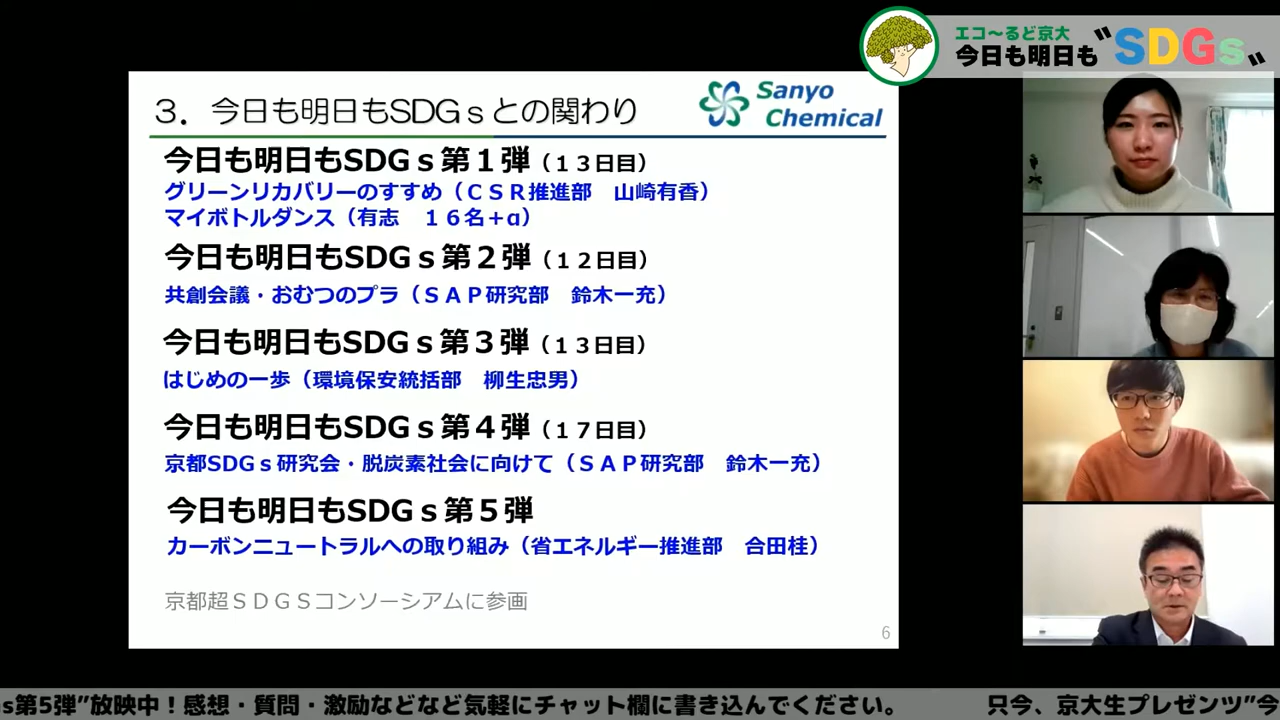 エコ〜るど京大
今日も明日も〝SDGs〟
３．今日も明日もSDGｓとの関わり
Sanyo
Chemical
今日も明日もSDGｓ第１弾（１３日目）
グリーンリカバリーのすすめ（ＣＳＲ推進部　山崎有香）
マイボトルダンス（有志　１６名＋α）
今日も明日もSDGｓ第２弾（１２日目）
共創会議・おむつのプラ（ＳＡＰ研究部　鈴木一充）
今日も明日もSDGｓ第３弾（１３日目）
はじめの一歩（環境保安統括部　柳生忠男）
今日も明日もSDGｓ第４弾（１７日目）
京都SDGｓ研究会・脱炭素社会に向けて（ＳＡＰ研究部　鈴木一充）
今日も明日もSDGｓ第５弾
カーボンニュートラルへの取り組み（省エネルギー推進部　合田桂）
京都超ＳＤＧＳコンソーシアムに参画
6
s第5弾”放映中！感想・質問・激励などなど気軽にチャット欄に書き込んでください。　只今、京大生プレゼンツ”今